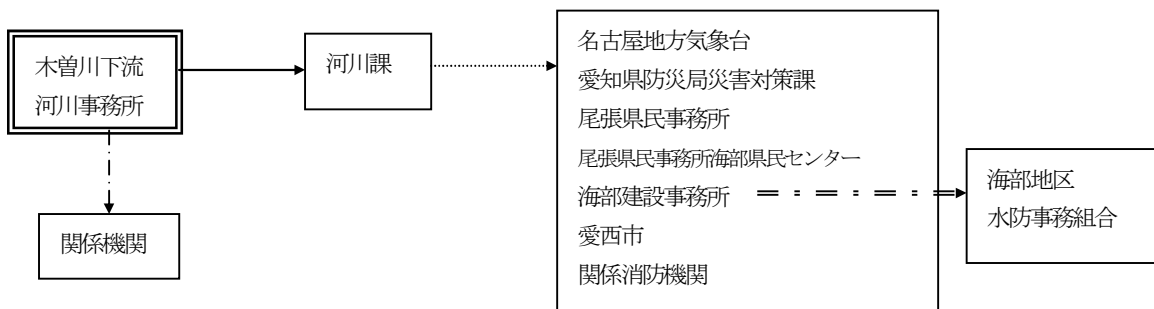 木曽川下流
河川事務所
河川課
名古屋地方気象台
愛知県防災局災害対策課
尾張県民事務所
尾張県民事務所海部県民センター
海部建設事務所
愛西市
関係消防機関
海部地区
水防事務組合
関係機関